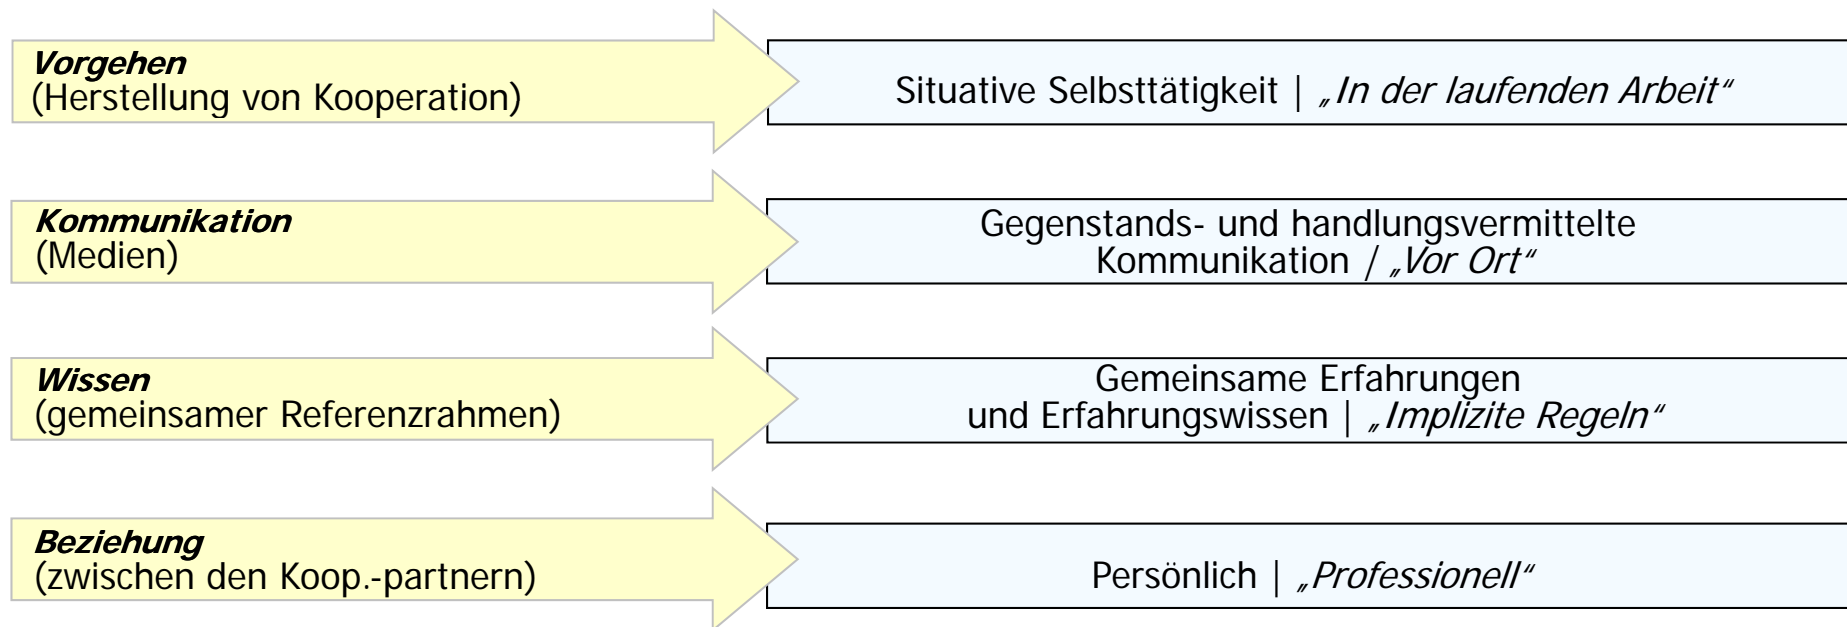 Vorgehen
(Herstellung von Kooperation)
Situative Selbsttätigkeit | „In der laufenden Arbeit“
Kommunikation
(Medien)
Gegenstands- und handlungsvermittelte
Kommunikation / „Vor Ort“
Wissen
(gemeinsamer Referenzrahmen)
Gemeinsame Erfahrungen
und Erfahrungswissen | „Implizite Regeln“
Beziehung
(zwischen den Koop.-partnern)
Persönlich | „Professionell“